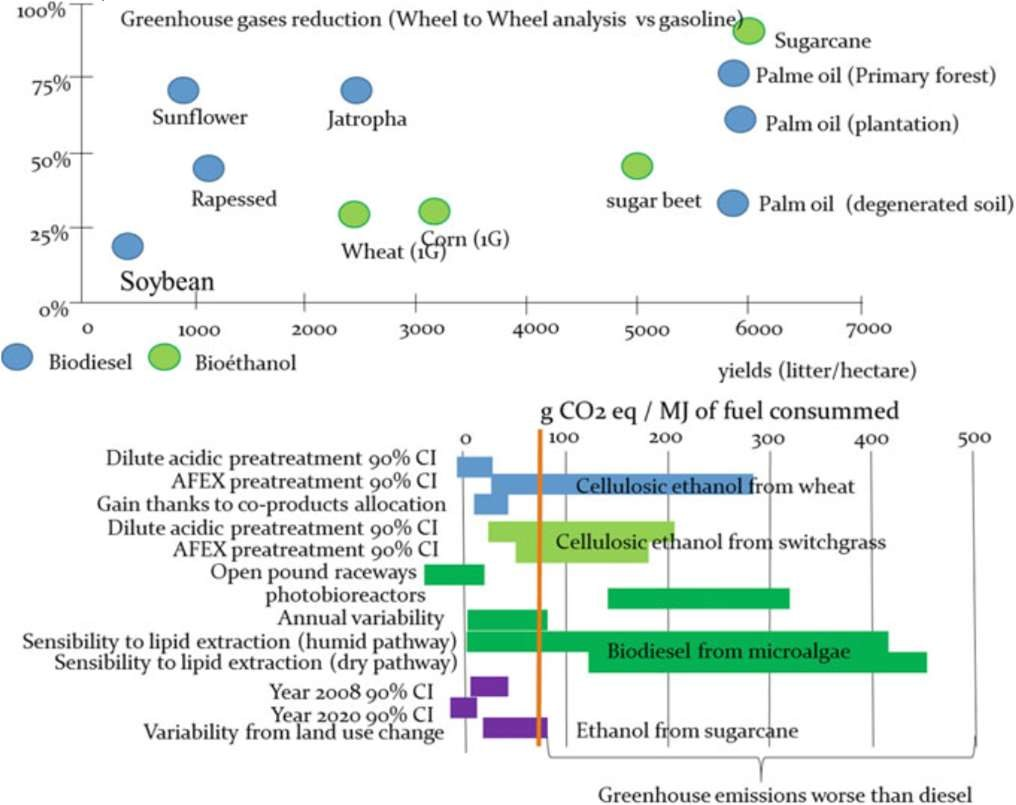 100%
Greenhouse gases reduction (Wheel to Wheel analysis vs gasoline)
Sugarcane
75%
Palme oil (Primary forest)
Sunflower
Jatropha
Palm oil (plantation)
50%
Rapessed
sugar beet
Palm oil (degenerated soil)
25%
Corn (1G)
Wheat (1G)
Soybean
0%
0 1000 2000 3000 4000 5000 6000 7000
Biodiesel
Bioéthanol
yields (litter/hectare)
g CO2 eq / MJ of fuel consummed
0 100 200 300 400 500
Dilute acidic preatreatment 90% CI
AFEX preatreatment 90% CI
Cellulosic ethanol from wheat
Gain thanks to co-products allocation
Dilute acidic preatreatment 90% CI
Cellulosic ethanol from switchgrass
AFEX preatreatment 90% CI
Open pound raceways
photobioreactors
Annual variability
Sensibility to lipid extraction (humid pathway)
Biodiesel from microalgae
Sensibility to lipid extraction (dry pathway)
Year 2008 90% CI
Year 2020 90% CI
Variability from land use change
Ethanol from sugarcane
Greenhouse emissions worse than diesel